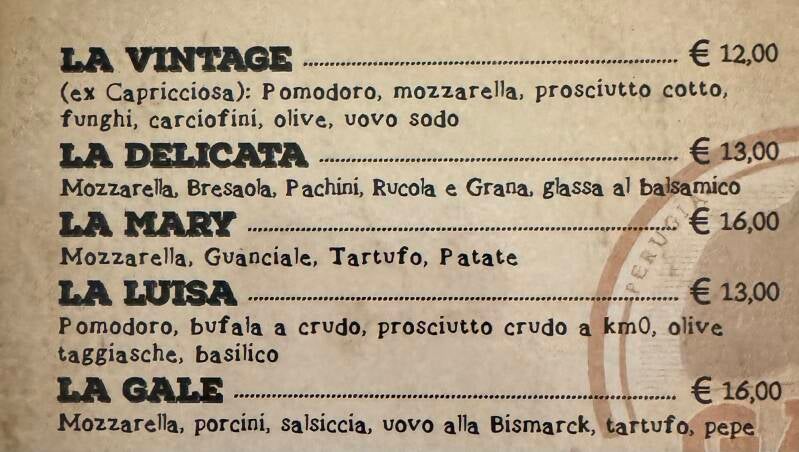 LA VINTAGE ........ € 12,00
(ex Capricciosa): Pomodoro, mozzarella, prosciutto cotto,
funghi, carciofini, olive, uovo sodo
LA DELICATA ........ € 13,00
Mozzarella, Bresaola, Pachini, Rucola e Grana, glassa al balsamico
LA MARY ........ € 16,00
Mozzarella, Guanciale, Tartufo, Patate
PERUGIA
LA LUISA ........ € 13,00
Pomodoro, bufala a crudo, prosciutto crudo a km0, olive
taggiasche, basilico
LA GALE ........ € 16,00
Mozzarella, porcini, salsiccia, uovo alla Bismarck, tartufo, pepe